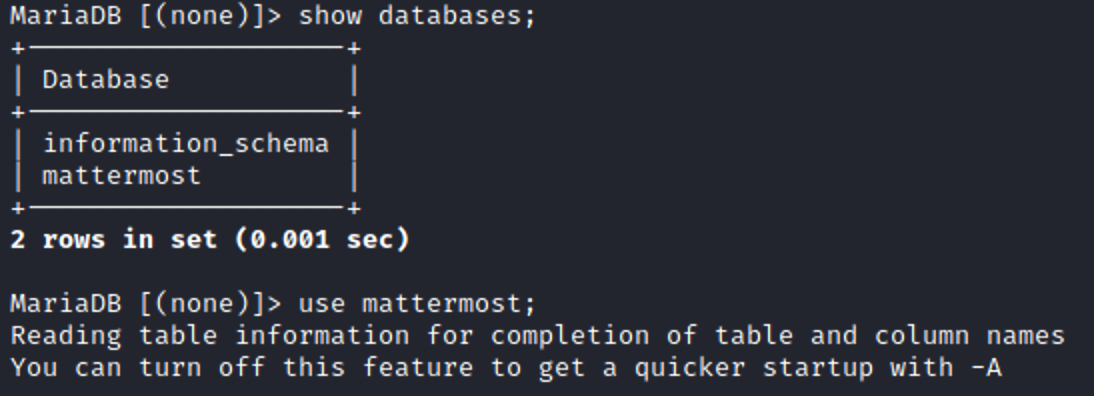 MariaDB [(none)]> show databases;
+--------------------+
| Database           |
+--------------------+
| information_schema |
| mattermost         |
+--------------------+
2 rows in set (0.001 sec)
MariaDB [(none)]> use mattermost;
Reading table information for completion of table and column names
You can turn off this feature to get a quicker startup with -A